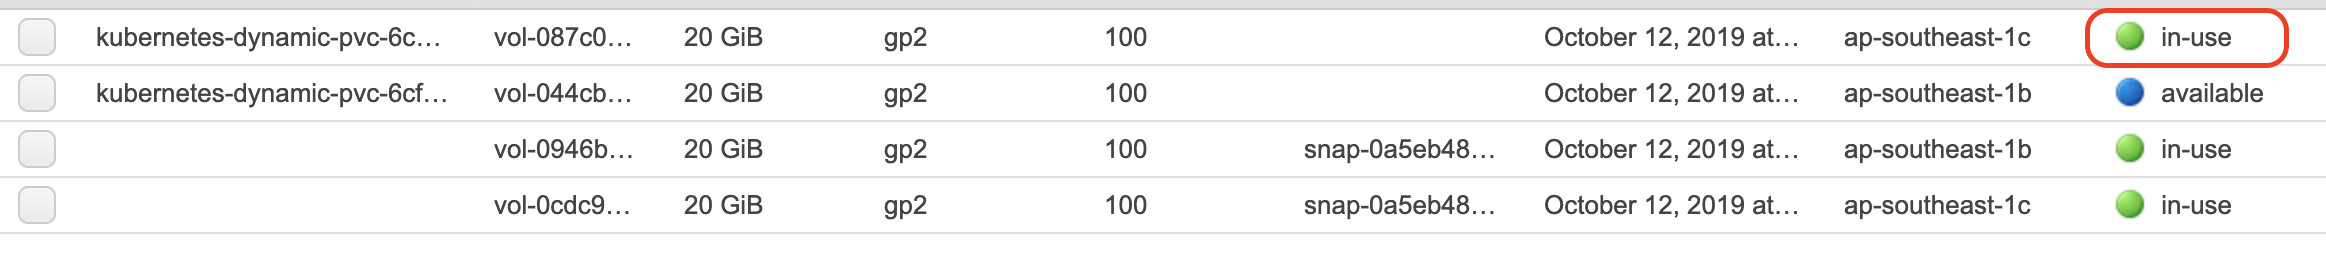 kubernetes-dynamic-pvc-6c… vol-087c0… 20 GiB gp2 100 October 12, 2019 at… ap-southeast-1c in-use
kubernetes-dynamic-pvc-6cf… vol-044cb… 20 GiB gp2 100 October 12, 2019 at… ap-southeast-1b available
vol-0946b… 20 GiB gp2 100 snap-0a5eb48… October 12, 2019 at… ap-southeast-1b in-use
vol-0cdc9… 20 GiB gp2 100 snap-0a5eb48… October 12, 2019 at… ap-southeast-1c in-use